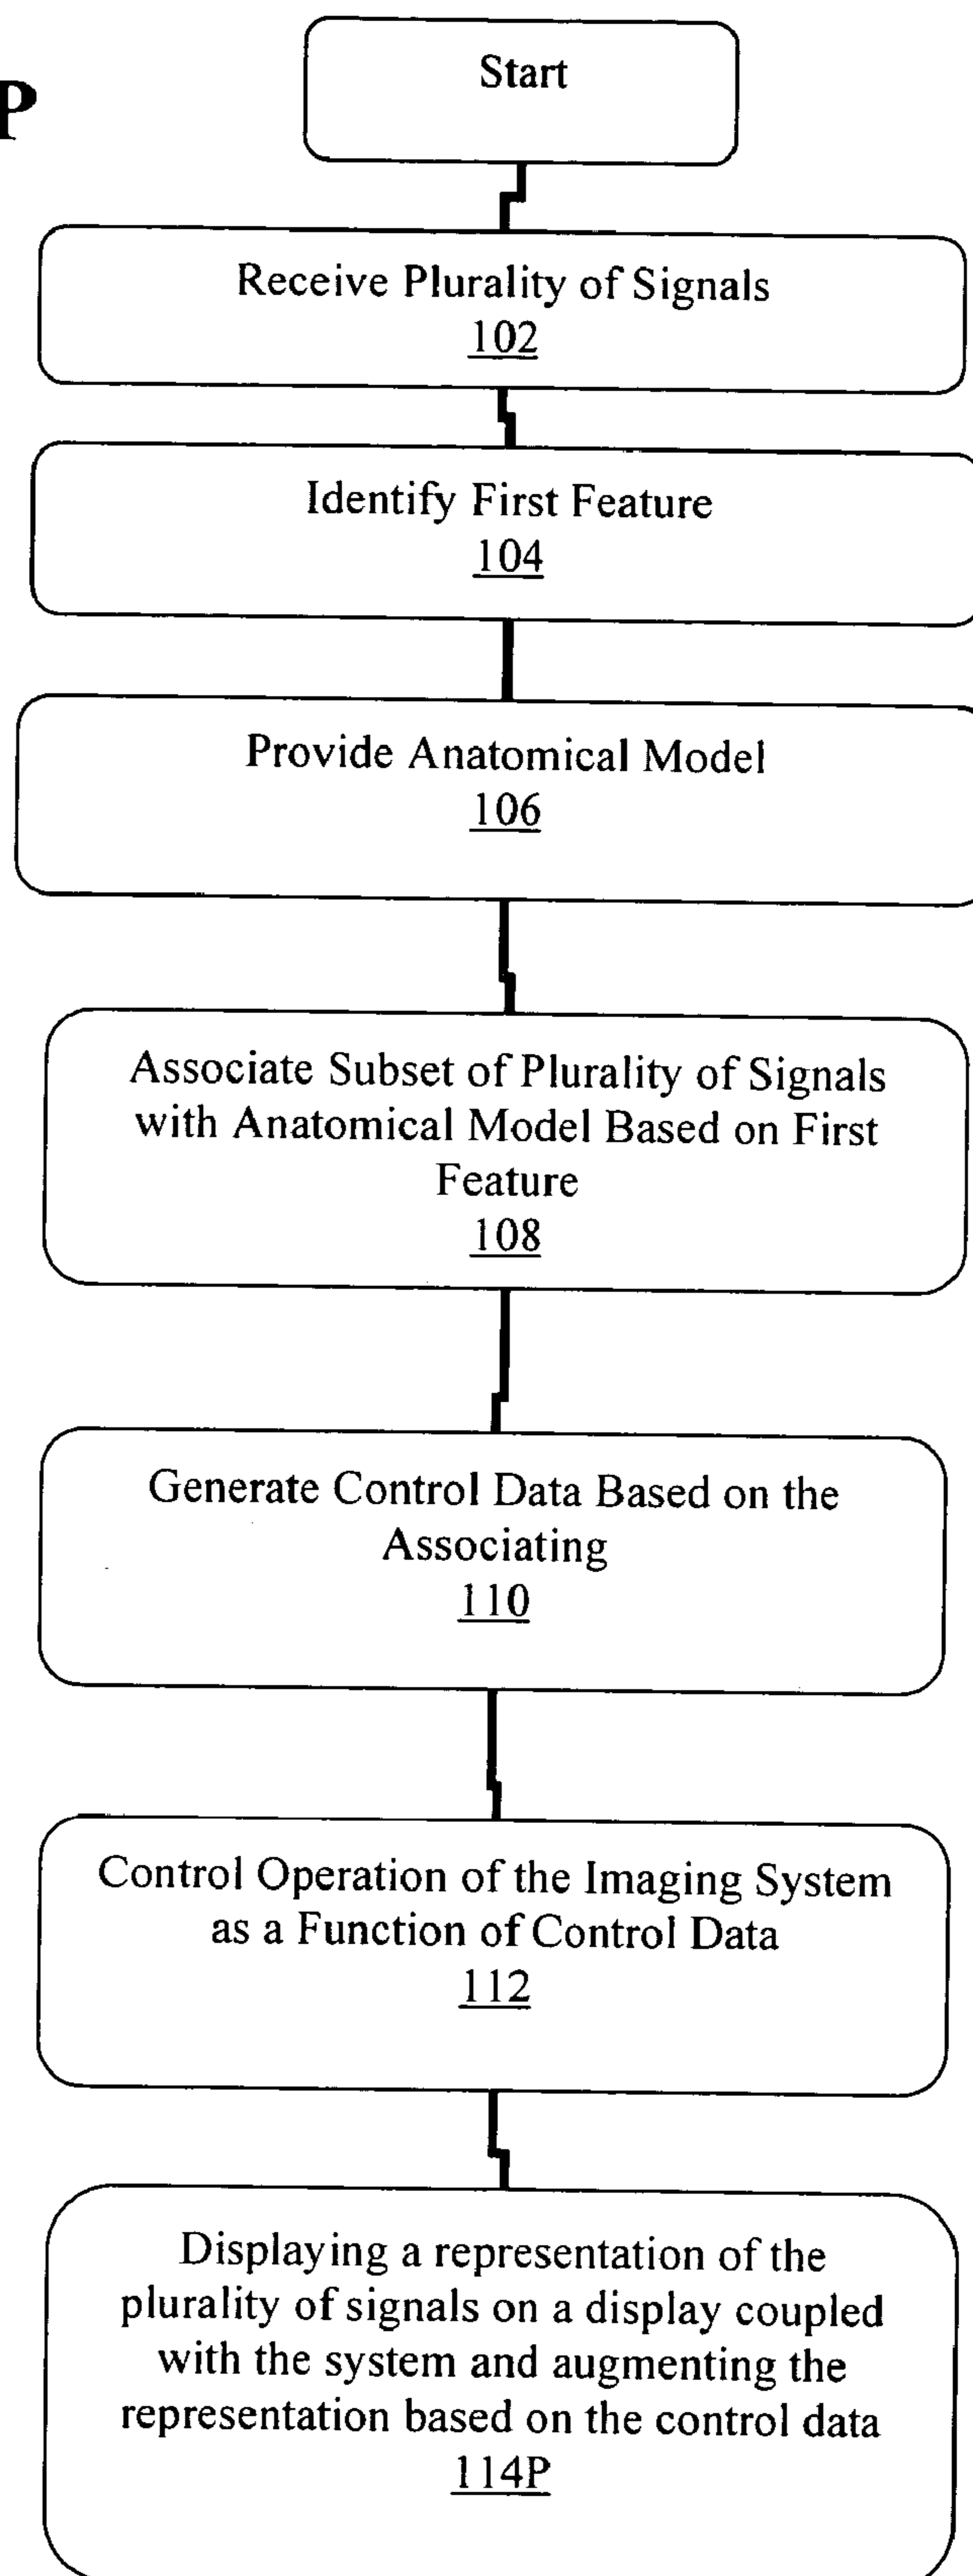 P
Start
Receive Plurality of Signals
102
Identify First Feature
104
Provide Anatomical Model
106
Associate Subset of Plurality of Signals
with Anatomical Model Based on First
Feature
108
Generate Control Data Based on the
Associating
110
Control Operation of the Imaging System
as a Function of Control Data
112
Displaying a representation of the
plurality of signals on a display coupled
with the system and augmenting the
representation based on the control data
114P